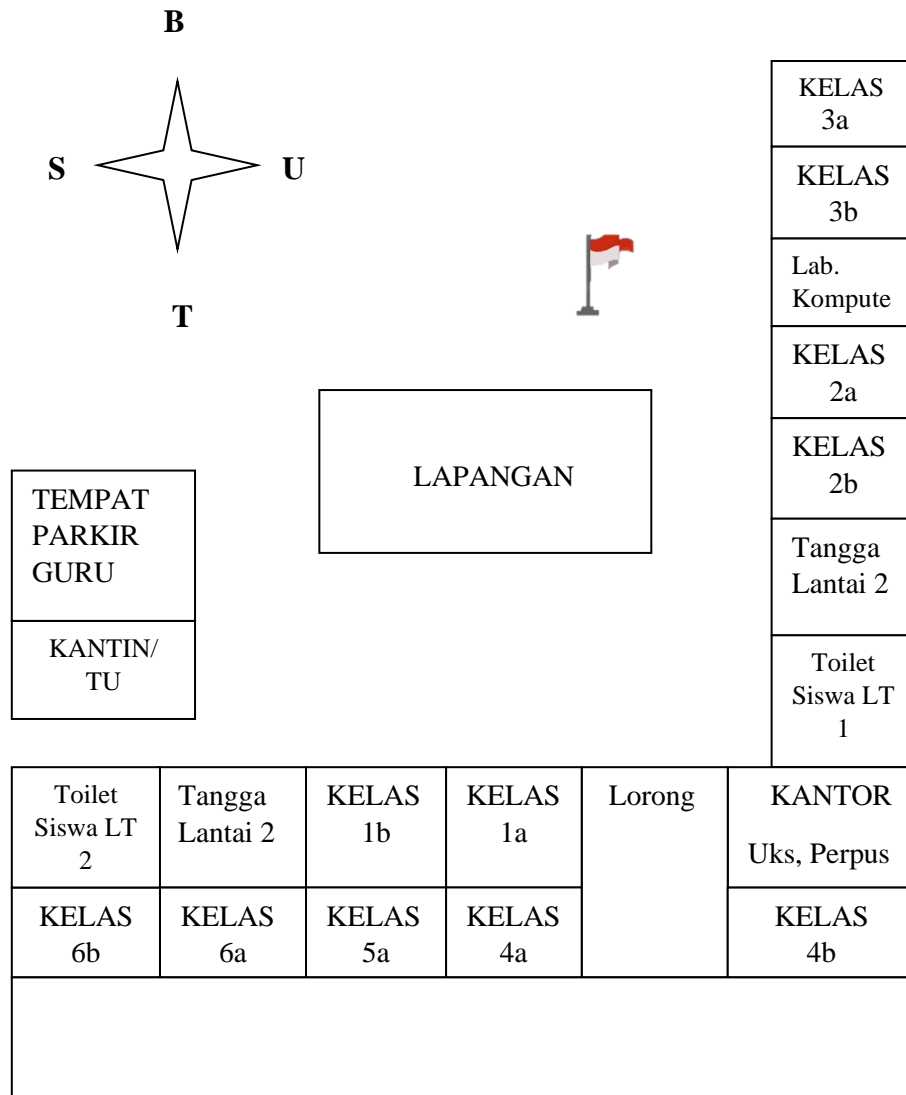 B
S
U
T
KELAS
3a
KELAS
3b
Lab.
Kompute
KELAS
2a
KELAS
2b
Tangga
Lantai 2
Toilet
Siswa LT
1
LAPANGAN
TEMPAT
PARKIR
GURU
KANTIN/
TU
Toilet
Siswa LT
2
Tangga
Lantai 2
KELAS
1b
KELAS
1a
Lorong
KANTOR
Uks, Perpus
KELAS
6b
KELAS
6a
KELAS
5a
KELAS
4a
KELAS
4b